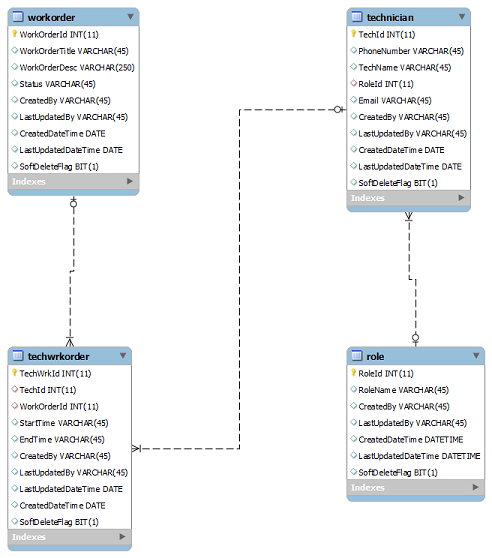 workorder
WorkOrderId INT(11)
WorkOrderTitle VARCHAR(45)
WorkOrderDesc VARCHAR(250)
Status VARCHAR(45)
CreatedBy VARCHAR(45)
LastUpdatedBy VARCHAR(45)
CreatedDateTime DATE
LastUpdatedDateTime DATE
SoftDeleteFlag BIT(1)
Indexes
technician
TechId INT(11)
PhoneNumber VARCHAR(45)
TechName VARCHAR(45)
RoleId INT(11)
Email VARCHAR(45)
CreatedBy VARCHAR(45)
LastUpdatedBy VARCHAR(45)
CreatedDateTime DATE
LastUpdatedDateTime DATE
SoftDeleteFlag BIT(1)
Indexes
techwrkorder
TechWrkId INT(11)
TechId INT(11)
WorkOrderId INT(11)
StartTime VARCHAR(45)
EndTime VARCHAR(45)
CreatedBy VARCHAR(45)
LastUpdatedBy VARCHAR(45)
LastUpdatedDateTime DATE
CreatedDateTime DATE
SoftDeleteFlag BIT(1)
Indexes
role
RoleId INT(11)
RoleName VARCHAR(45)
CreatedBy VARCHAR(45)
LastUpdatedBy VARCHAR(45)
CreatedDateTime DATETIME
LastUpdatedDateTime DATETIME
SoftDeleteFlag BIT(1)
Indexes